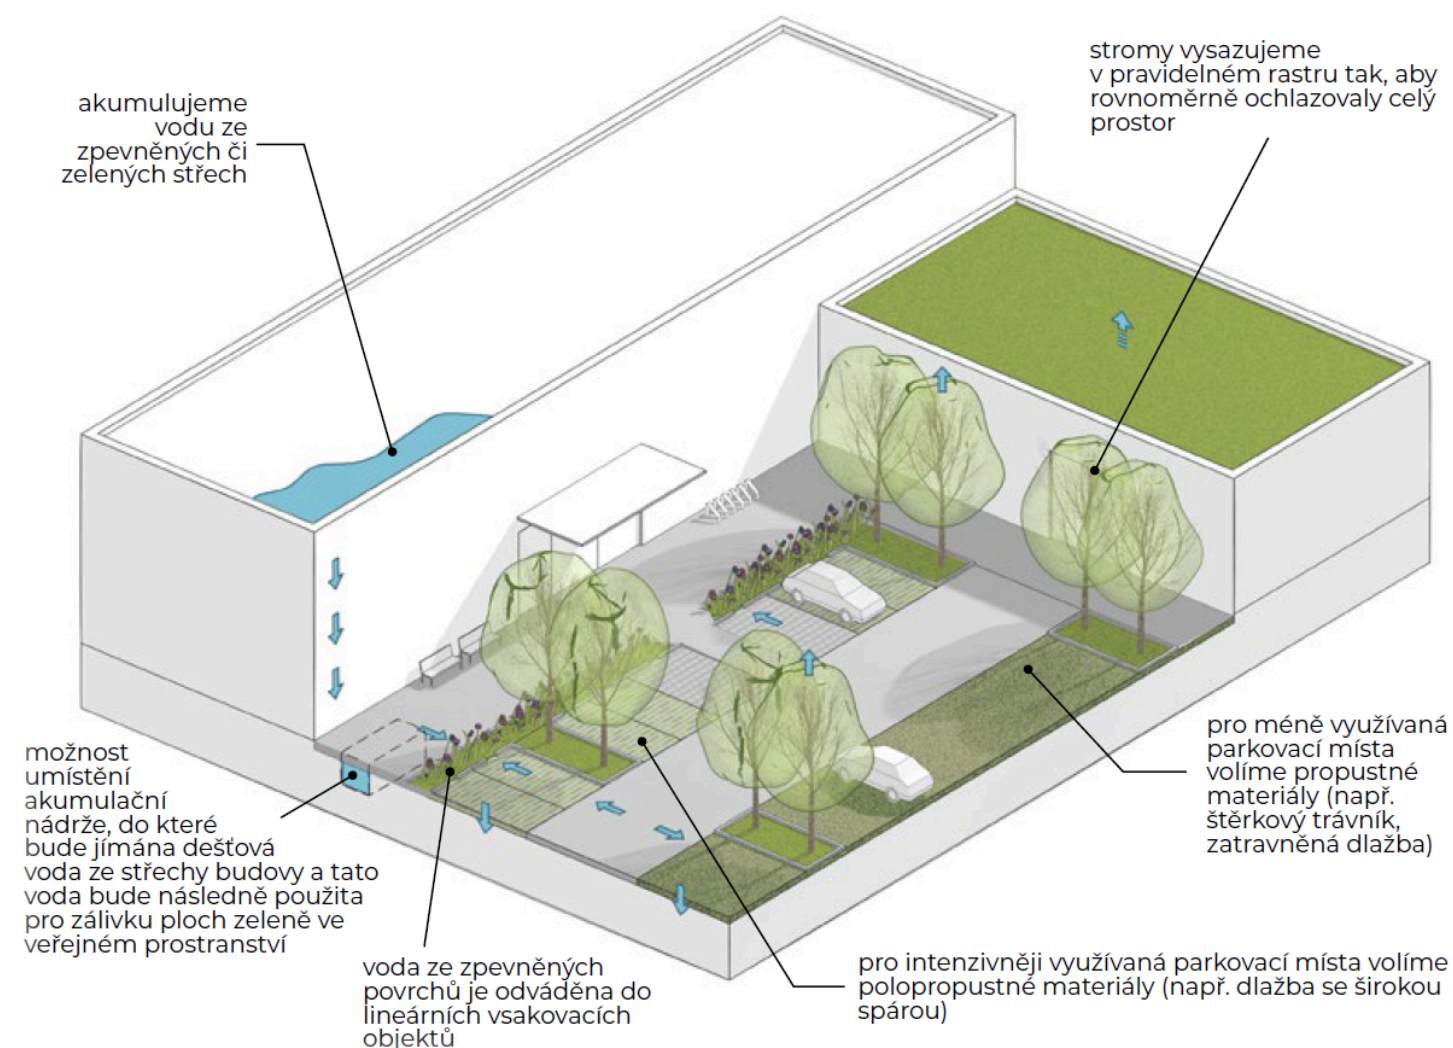 akumulujeme
vodu ze
zpevněných či
zelených střech
stromy vysazujeme
v pravidelném rastru tak, aby
rovnoměrně ochlazovaly celý
prostor
možnost
umístění
akumulační
nádrže, do které
bude jímána dešťová
voda ze střechy budovy a tato
voda bude následně použita
pro zálivku ploch zeleně ve
veřejném prostranství
pro méně využívaná
parkovací místa
volíme propustné
materiály (např.
štěrkový trávník,
zatravněná dlažba)
voda ze zpevněných
povrchů je odváděna do
lineárních vsakovacích
objektů
pro intenzivněji využívaná parkovací místa volíme
polopropustné materiály (např. dlažba se širokou
spárou)